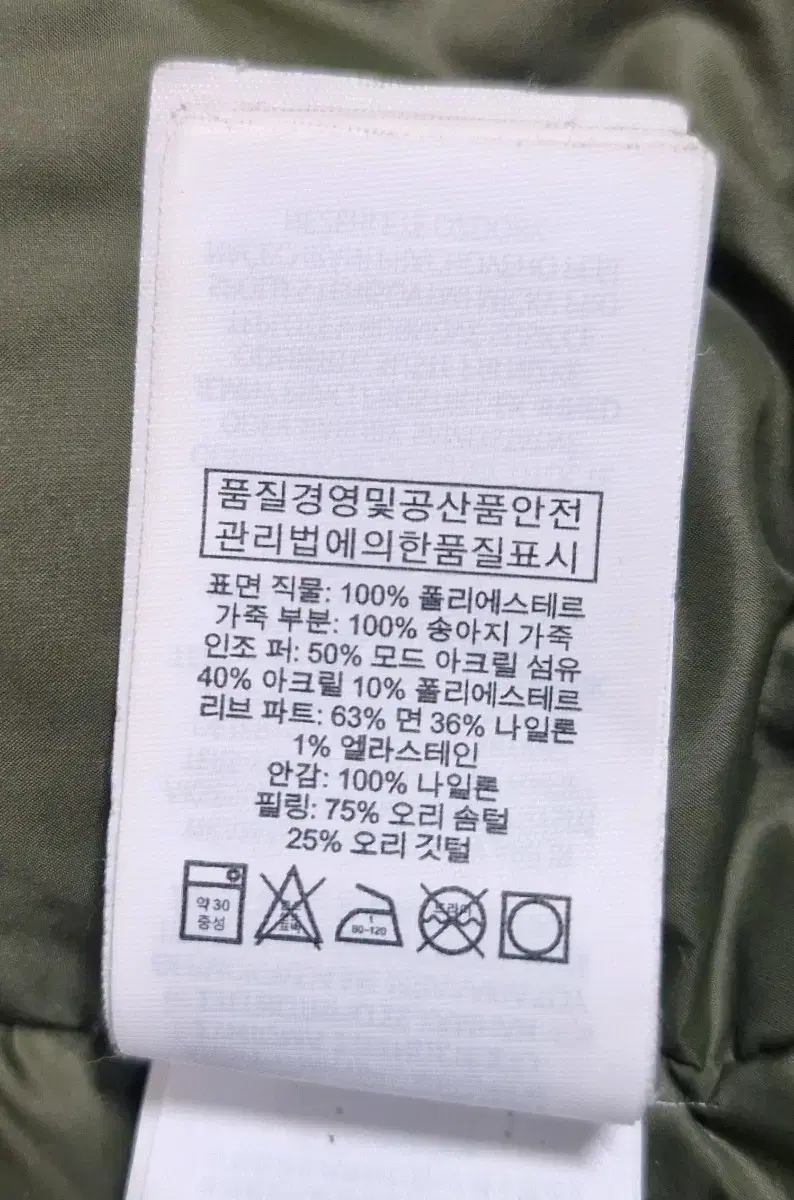 품질경영및공산품안전
관리법에의한품질표시
표면 직물: 100% 폴리에스테르
가죽 부분: 100% 송아지 가죽
인조 퍼: 50% 모드 아크릴 섬유
40% 아크릴 10% 폴리에스테르
리브 파트: 63% 면 36% 나일론
1% 엘라스테인
안감: 100% 나일론
필링: 75% 오리 솜털
25% 오리 깃털
약 30
중성
1
80-120
드라이